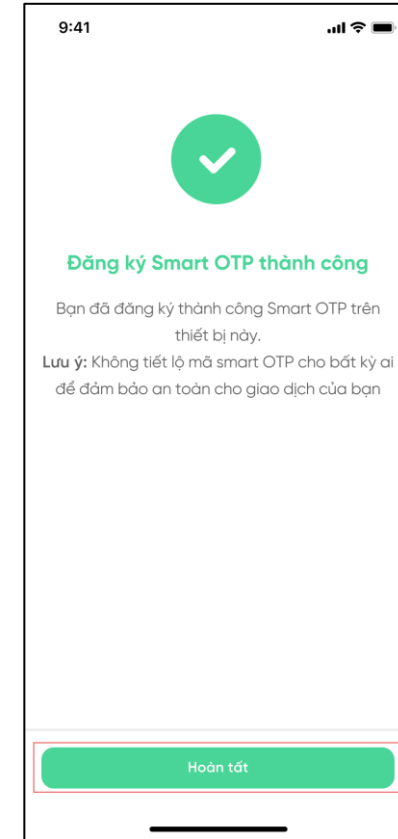 9:41
Đăng ký Smart OTP thành công
Bạn đã đăng ký thành công Smart OTP trên
thiết bị này.
Lưu ý: Không tiết lộ mã smart OTP cho bất kỳ ai
để đảm bảo an toàn cho giao dịch của bạn
Hoàn tất